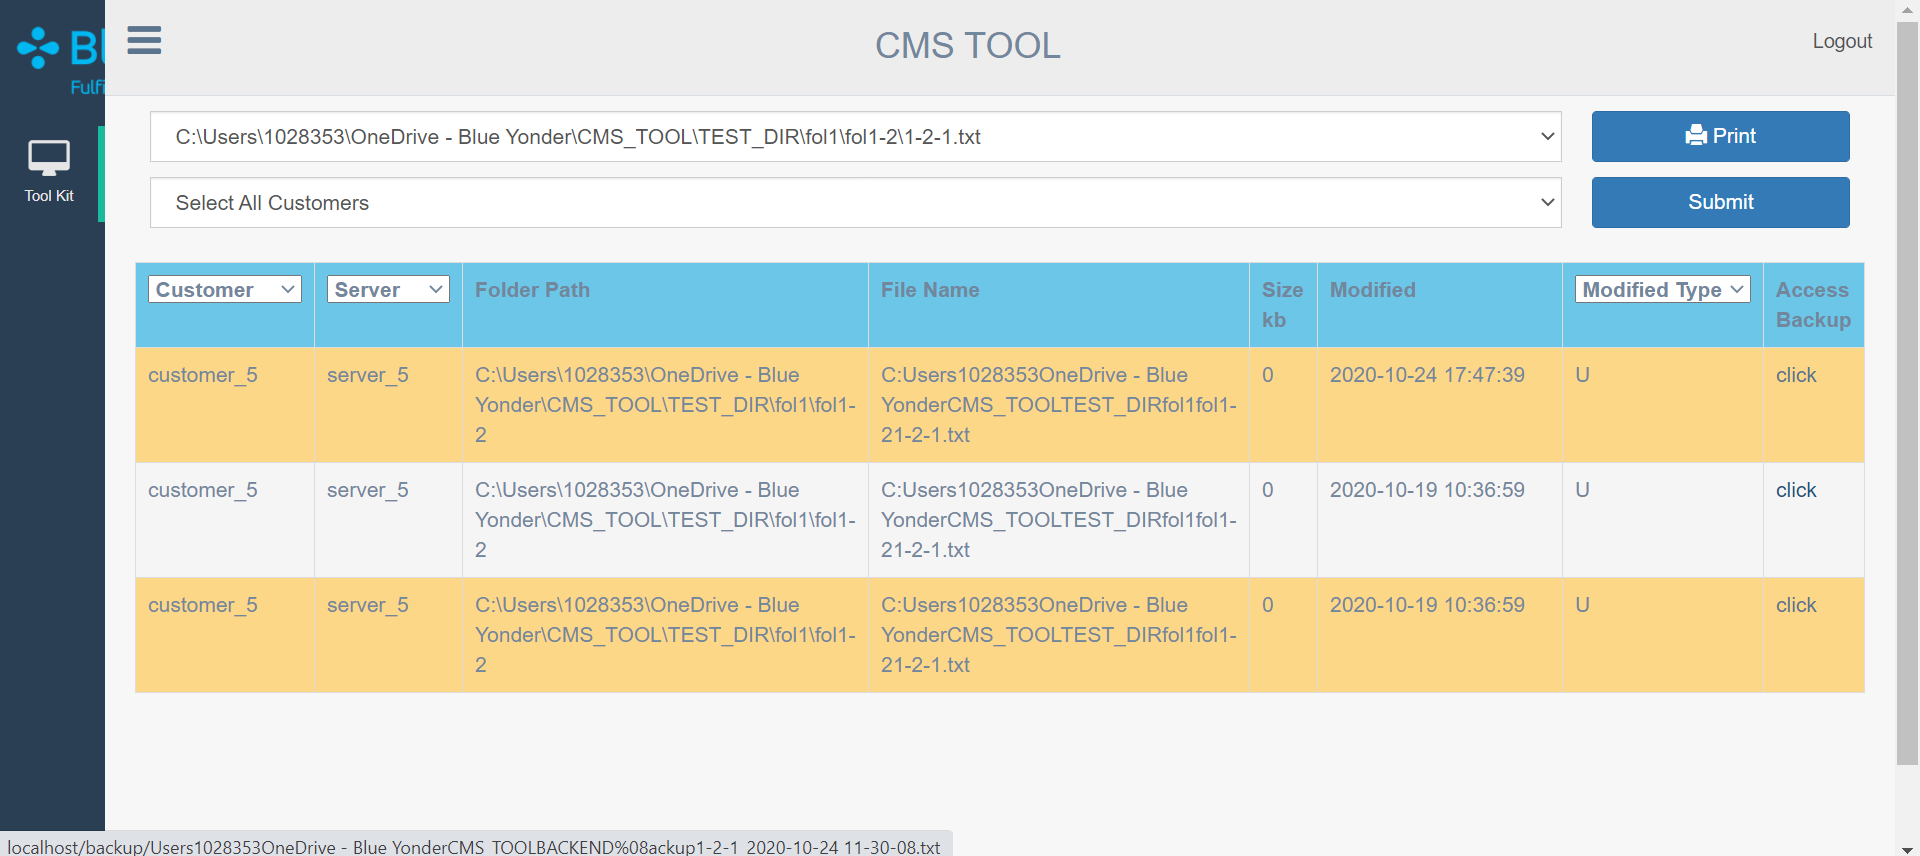 Bl
Fulfi
CMS TOOL
Logout
Tool Kit
C:\Users\1028353\OneDrive - Blue Yonder\CMS_TOOL\TEST_DIR\fol1\fol1-2\1-2-1.txt
Print
Select All Customers
Submit
Customer Server Folder Path File Name Size Modified Modified Type Access
kb Backup
customer_5 server_5 C:\Users\1028353\OneDrive - Blue C:Users1028353OneDrive - Blue 0 2020-10-24 17:47:39 U click
Yonder\CMS_TOOL\TEST_DIR\fol1\fol1- YonderCMS_TOOLTEST_DIRfol1fol1-
2 21-2-1.txt
customer_5 server_5 C:\Users\1028353\OneDrive - Blue C:Users1028353OneDrive - Blue 0 2020-10-19 10:36:59 U click
Yonder\CMS_TOOL\TEST_DIR\fol1\fol1- YonderCMS_TOOLTEST_DIRfol1fol1-
2 21-2-1.txt
customer_5 server_5 C:\Users\1028353\OneDrive - Blue C:Users1028353OneDrive - Blue 0 2020-10-19 10:36:59 U click
Yonder\CMS_TOOL\TEST_DIR\fol1\fol1- YonderCMS_TOOLTEST_DIRfol1fol1-
2 21-2-1.txt
localhost/backup/Users1028353OneDrive - Blue YonderCMS_TOOLBACKEND%08ackup1-2-1_2020-10-24 11-30-08.txt